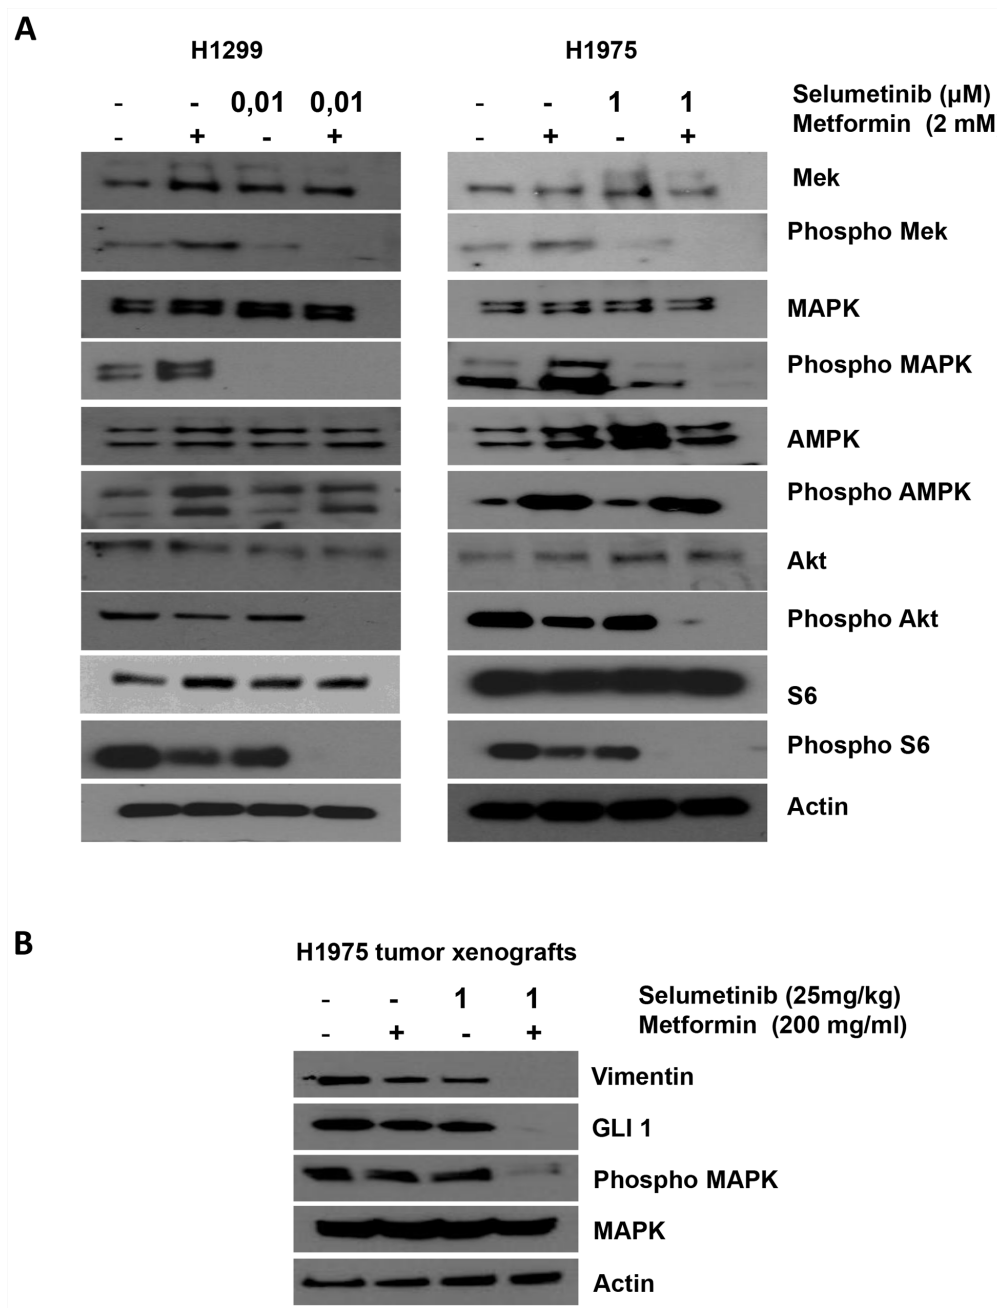 A
H1299 H1975
- - 0,01 0,01 - - 1 1 Selumetinib (µM)
- + - + - + - + Metformin (2 mM
Mek
Phospho Mek
MAPK
Phospho MAPK
AMPK
Phospho AMPK
Akt
Phospho Akt
S6
Phospho S6
Actin
B
H1975 tumor xenografts
- - 1 1 Selumetinib (25mg/kg)
- + - + Metformin (200 mg/ml)
Vimentin
GLI 1
Phospho MAPK
MAPK
Actin